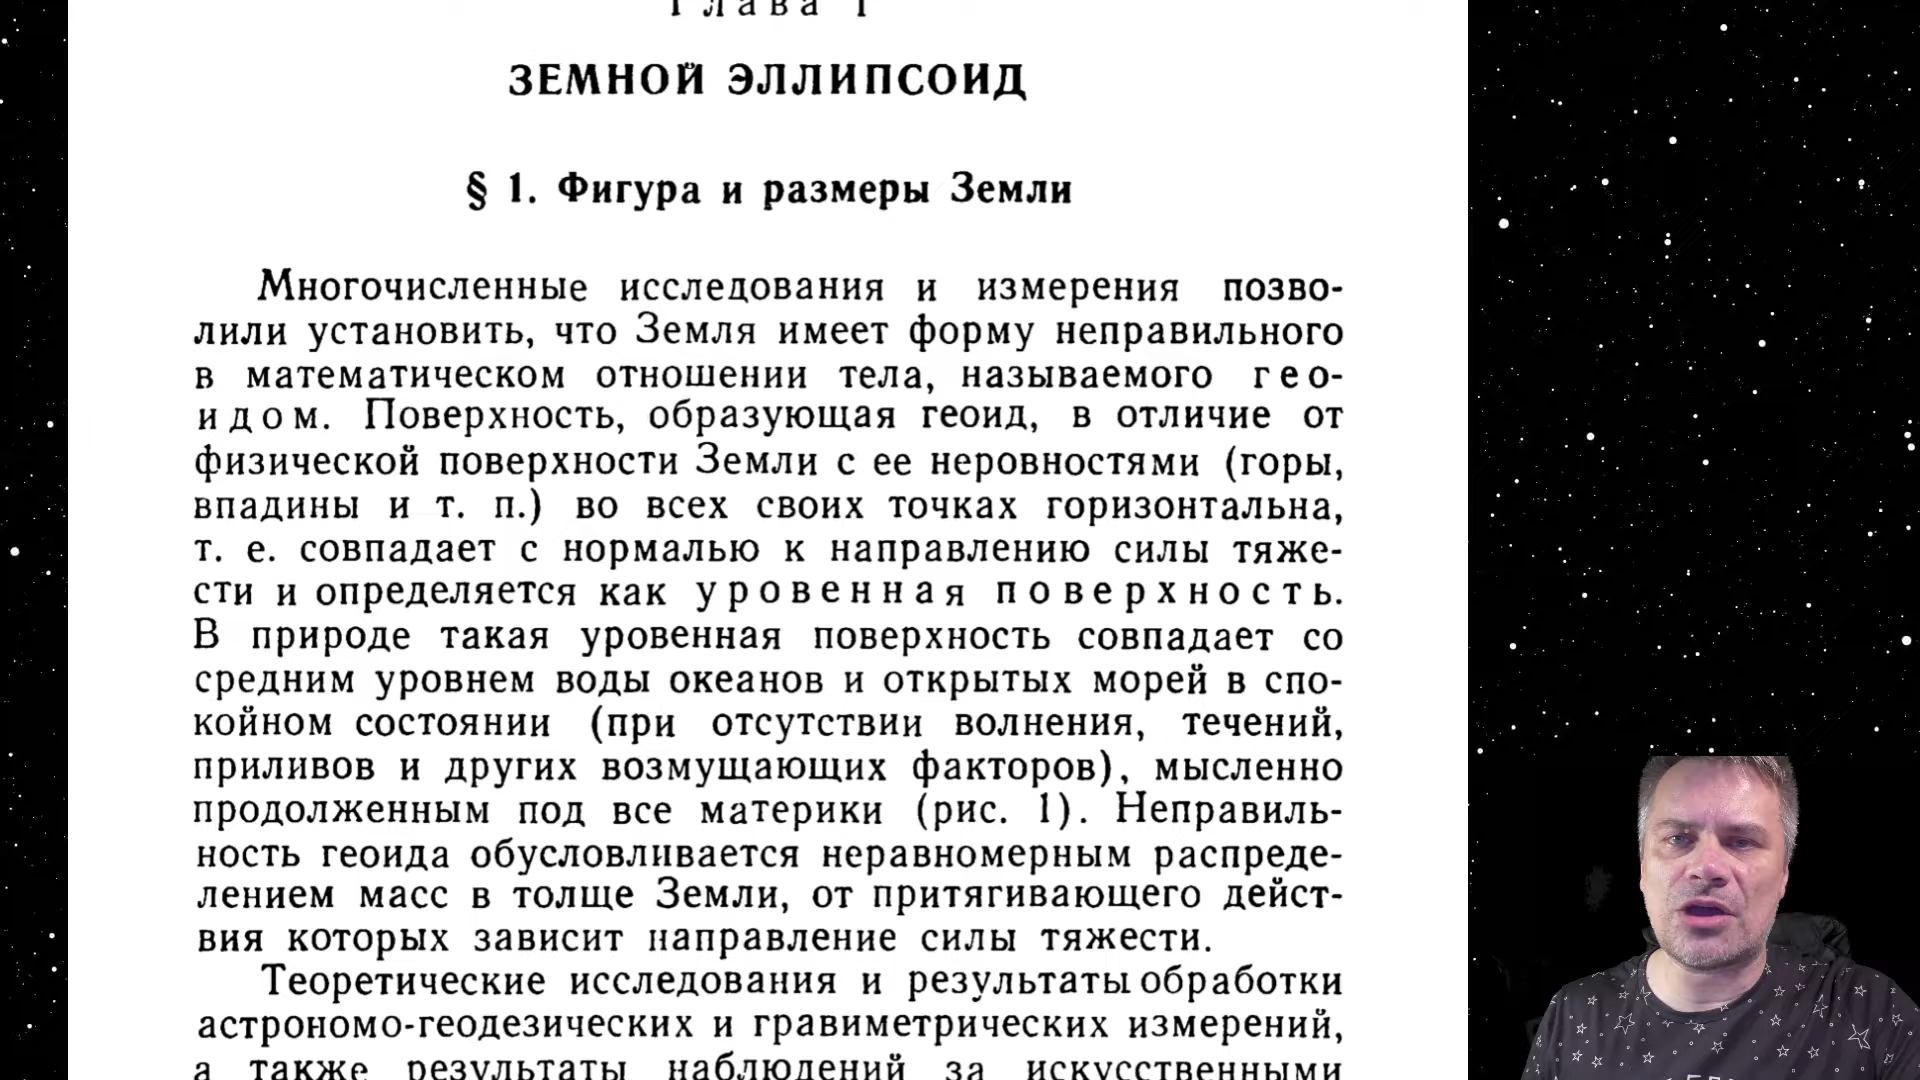 Глава 1
ЗЕМНОЙ ЭЛЛИПСОИД
§ 1. Фигура и размеры Земли
Многочисленные исследования и измерения позво-
лили установить, что Земля имеет форму неправильного
в математическом отношении тела, называемого гео-
идом. Поверхность, образующая геоид, в отличие от
физической поверхности Земли с ее неровностями (горы,
впадины и т. п.) во всех своих точках горизонтальна,
т. е. совпадает с нормалью к направлению силы тяже-
сти и определяется как уровенная поверхность.
В природе такая уровенная поверхность совпадает со
средним уровнем воды океанов и открытых морей в спо-
койном состоянии (при отсутствии волнения, течений,
приливов и других возмущающих факторов), мысленно
продолженным под все материки (рис. 1). Неправиль-
ность геоида обусловливается неравномерным распреде-
лением масс в толще Земли, от притягивающего дейст-
вия которых зависит направление силы тяжести.
Теоретические исследования и результаты обработки
астрономо-геодезических и гравиметрических измерений,
а также результаты наблюдений за искусственными